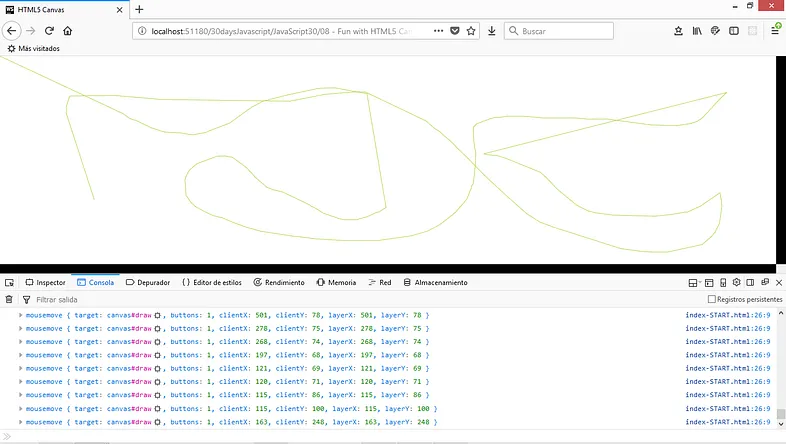 HTML5 Canvas
localhost:51180/30daysJavascript/JavaScript30/08 - Fun with HTML5 Can
Buscar
Más visitados
Inspector Consola Depurador {} Editor de estilos Rendimiento Memoria Red Almacenamiento
Filtrar salida Registros persistentes
mousemove { target: canvas#draw, buttons: 1, clientX: 501, clientY: 78, layerX: 501, layerY: 78 } index-START.html:26:9
mousemove { target: canvas#draw, buttons: 1, clientX: 278, clientY: 75, layerX: 278, layerY: 75 } index-START.html:26:9
mousemove { target: canvas#draw, buttons: 1, clientX: 268, clientY: 74, layerX: 268, layerY: 74 } index-START.html:26:9
mousemove { target: canvas#draw, buttons: 1, clientX: 197, clientY: 68, layerX: 197, layerY: 68 } index-START.html:26:9
mousemove { target: canvas#draw, buttons: 1, clientX: 121, clientY: 69, layerX: 121, layerY: 69 } index-START.html:26:9
mousemove { target: canvas#draw, buttons: 1, clientX: 120, clientY: 71, layerX: 120, layerY: 71 } index-START.html:26:9
mousemove { target: canvas#draw, buttons: 1, clientX: 115, clientY: 86, layerX: 115, layerY: 86 } index-START.html:26:9
mousemove { target: canvas#draw, buttons: 1, clientX: 115, clientY: 100, layerX: 115, layerY: 100 } index-START.html:26:9
mousemove { target: canvas#draw, buttons: 1, clientX: 163, clientY: 248, layerX: 163, layerY: 248 } index-START.html:26:9